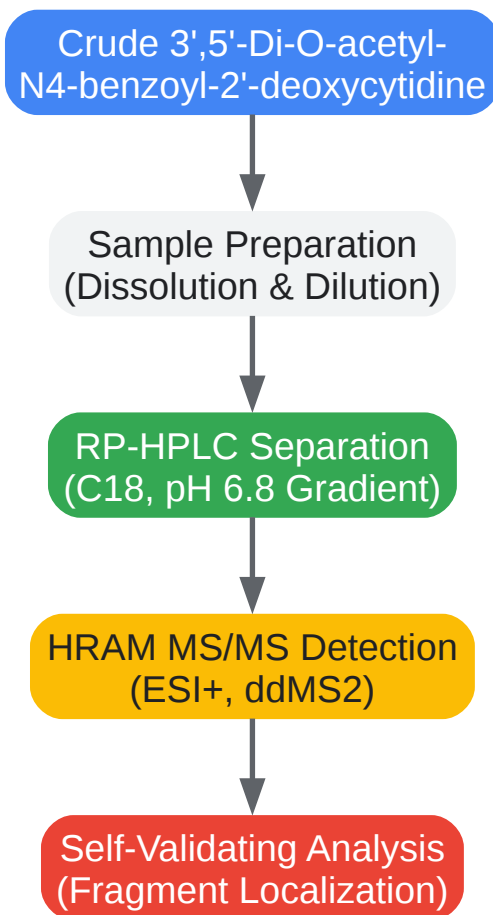 Crude 3',5'-Di-O-acetyl-
N4-benzoyl-2'-deoxycytidine
Sample Preparation
(Dissolution & Dilution)
RP-HPLC Separation
(C18, pH 6.8 Gradient)
HRAM MS/MS Detection
(ESI+, ddMS2)
Self-Validating Analysis
(Fragment Localization)